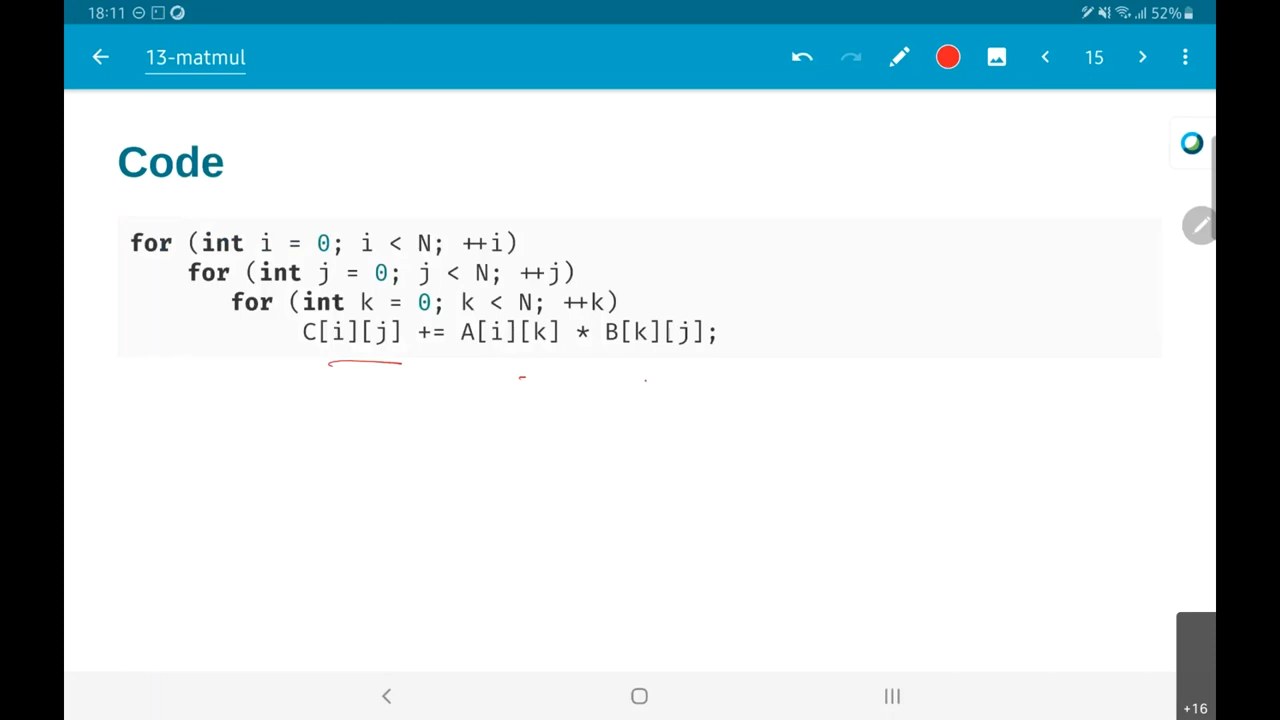 18:11
52%
13-matmul
15
Code
for (int i = 0; i < N; ++i)
for (int j = 0; j < N; ++j)
for (int k = 0; k < N; ++k)
C[i][j] += A[i][k] * B[k][j];
+16